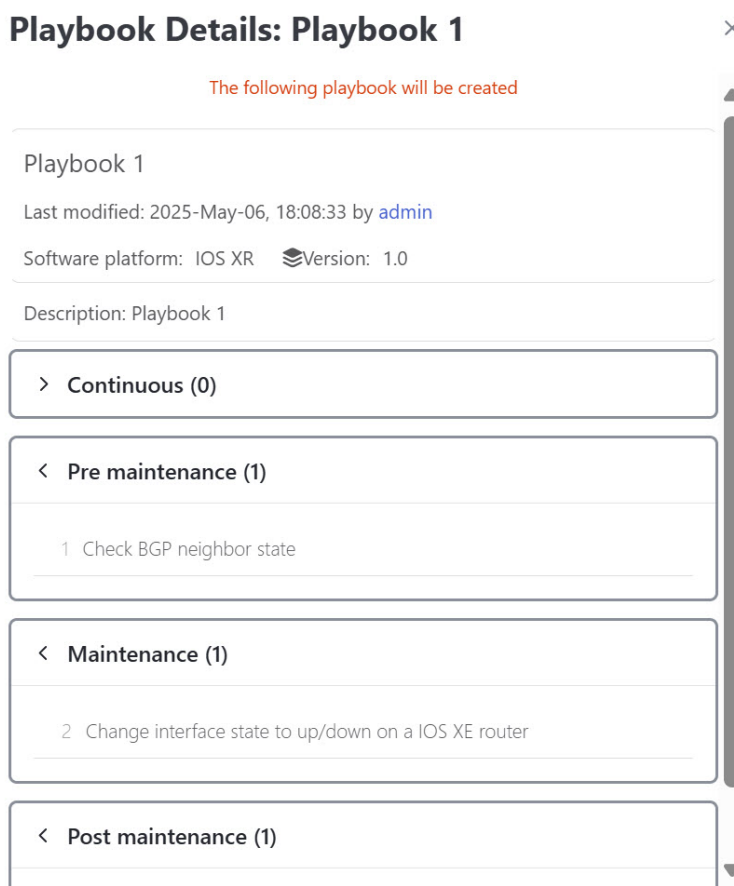 Playbook Details: Playbook 1
The following playbook will be created
Playbook 1
Last modified: 2025-May-06, 18:08:33 by admin
Software platform: IOS XR Version: 1.0
Description: Playbook 1
Continuous (0)
Pre maintenance (1)
1 Check BGP neighbor state
Maintenance (1)
2 Change interface state to up/down on a IOS XE router
Post maintenance (1)